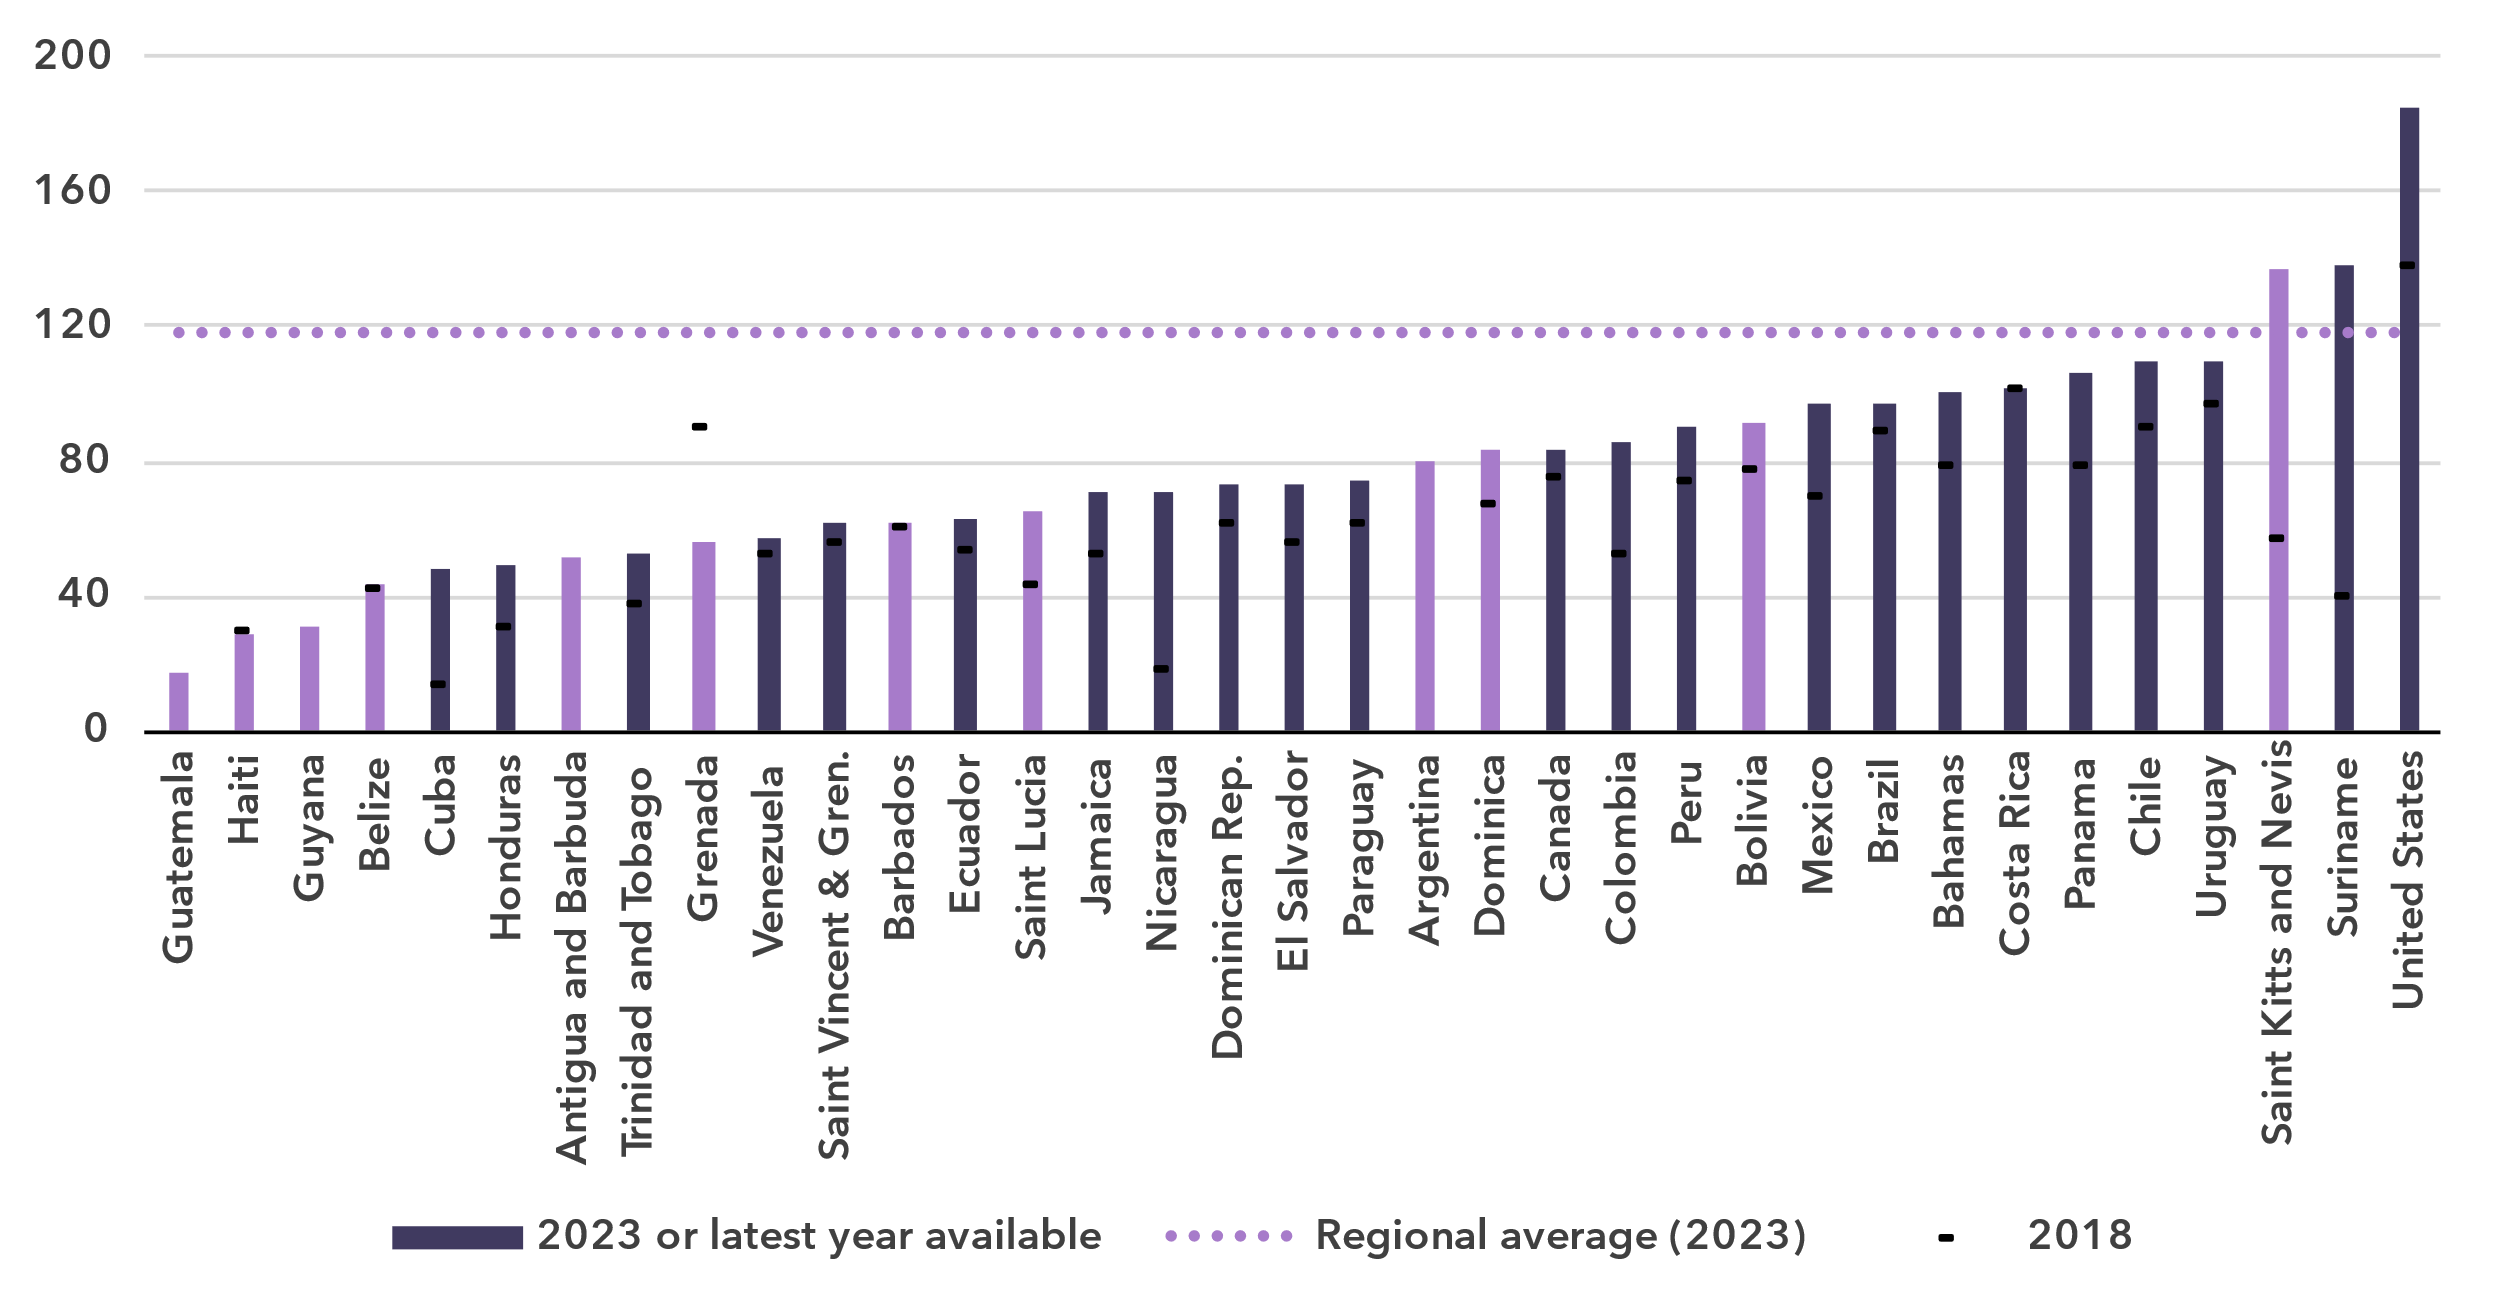 200
160
120
80
40
0
Guatemala
Haiti
Guyana
Belize
Cuba
Honduras
Antigua and Barbuda
Trinidad and Tobago
Grenada
Venezuela
Saint Vincent & Gren.
Barbados
Ecuador
Saint Lucia
Jamaica
Nicaragua
Dominican Rep.
El Salvador
Paraguay
Argentina
Dominica
Canada
Colombia
Peru
Bolivia
Mexico
Brazil
Bahamas
Costa Rica
Panama
Chile
Uruguay
Saint Kitts and Nevis
Suriname
United States
2023 or latest year available
Regional average (2023)
2018